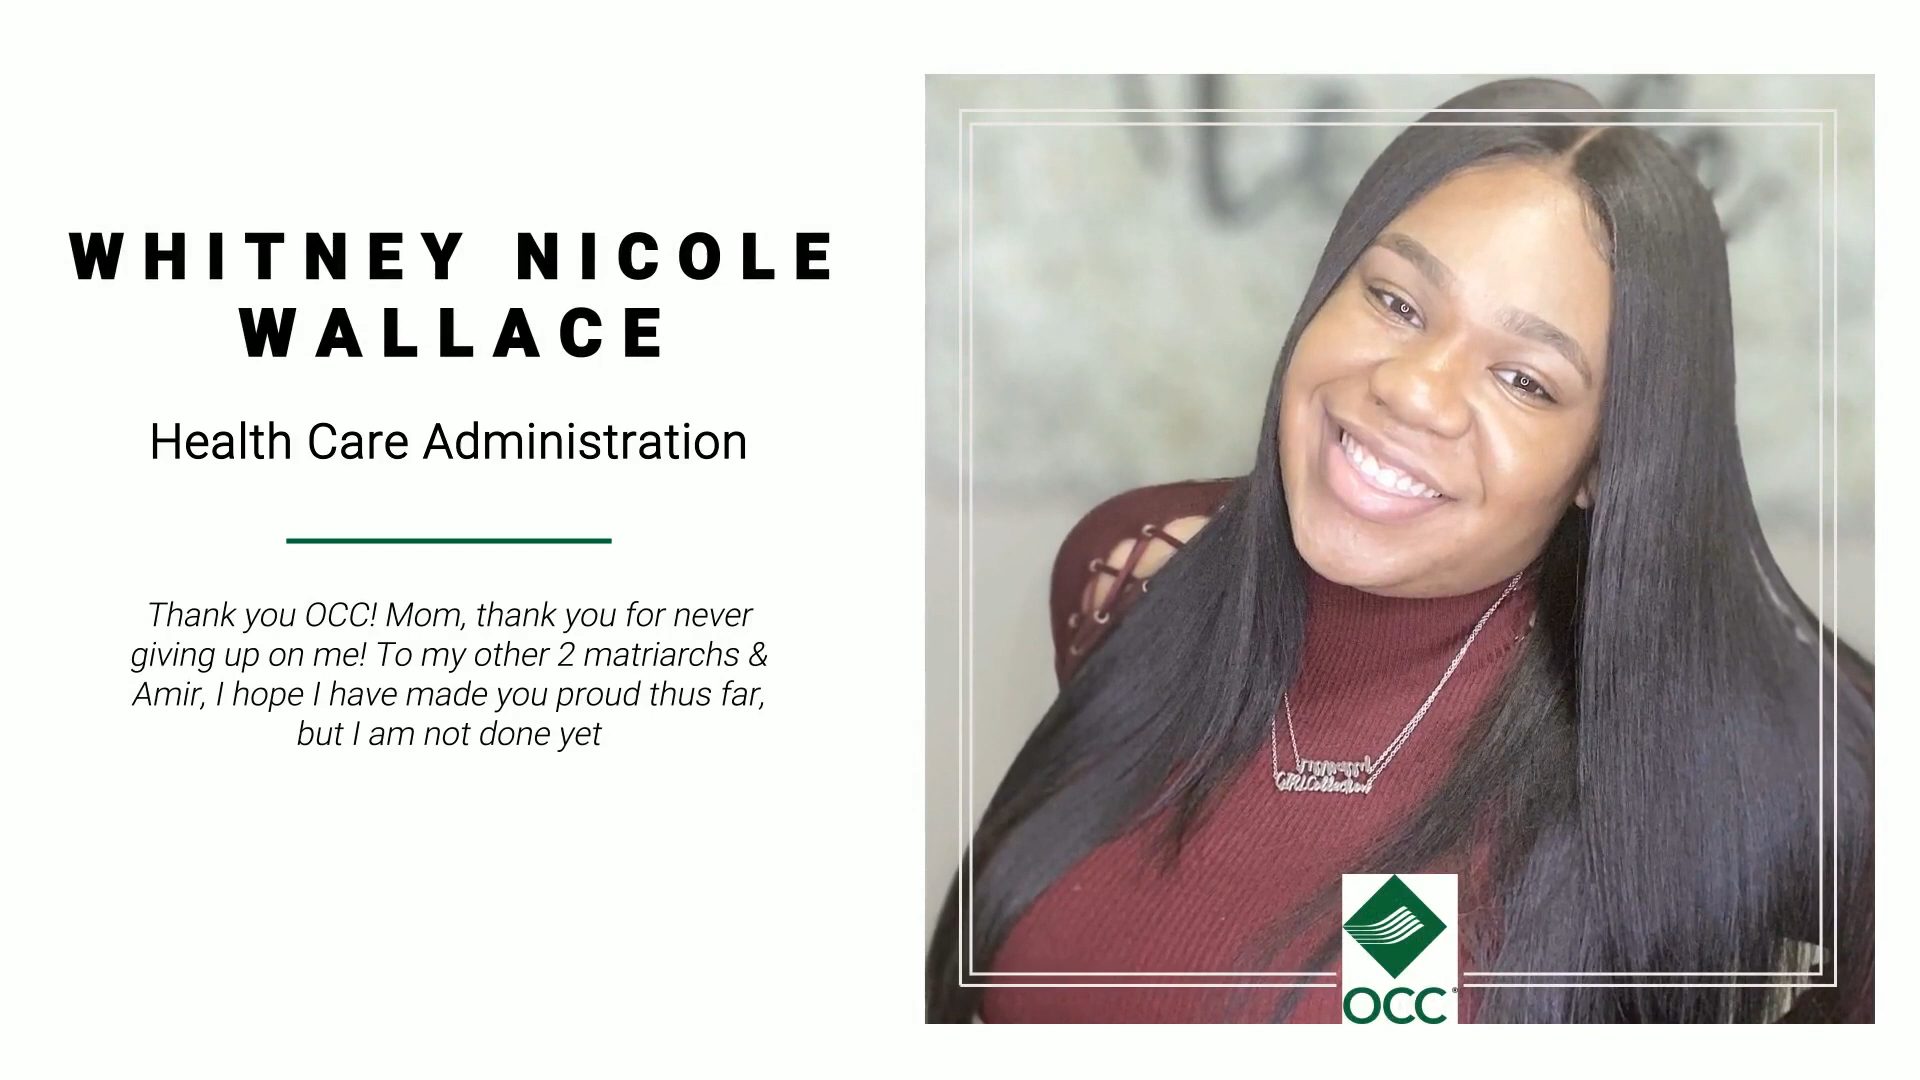 WHITNEY NICOLE
WALLACE
Health Care Administration
Thank you OCC! Mom, thank you for never
giving up on me! To my other 2 matriarchs &
Amir, I hope I have made you proud thus far,
but I am not done yet
GIRLCollection
OCC®